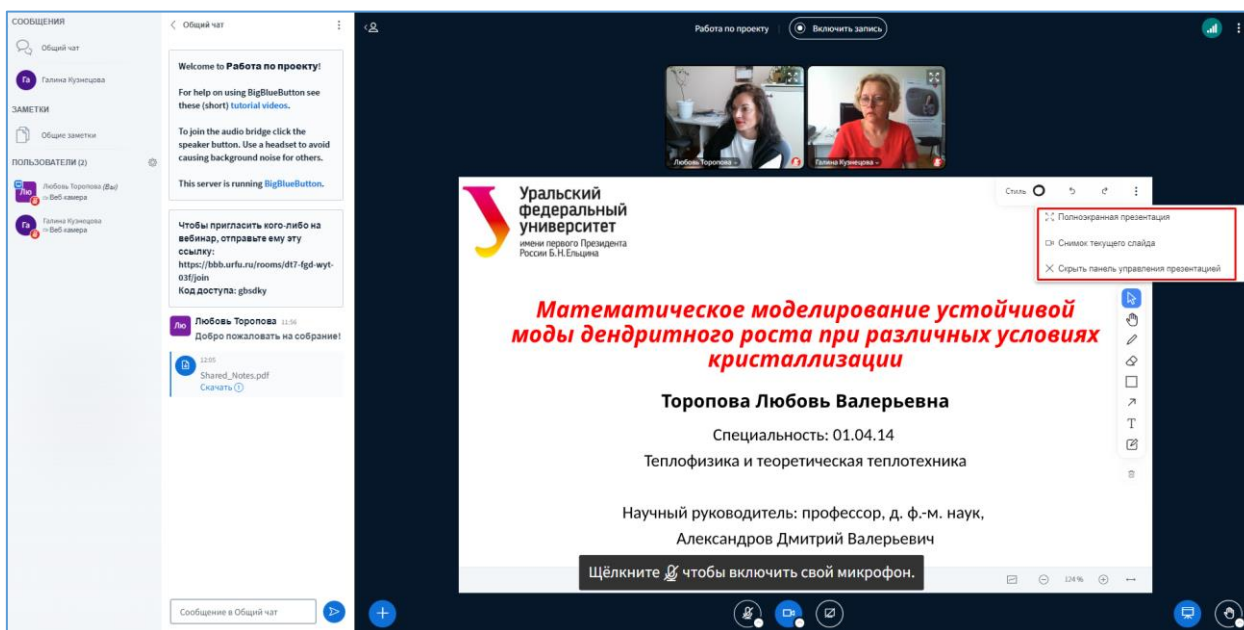 СООБЩЕНИЯ
Общий чат
Га
Галина Кузнецова
ЗАМЕТКИ
Общие заметки
ПОЛЬЗОВАТЕЛИ (2)
Лю
Любовь Торопова (Вы)
Веб-камера
Га
Галина Кузнецова
Веб-камера
Общий чат
Welcome to Работа по проекту!
For help on using BigBlueButton see
these (short) tutorial videos.
To join the audio bridge click the
speaker button. Use a headset to avoid
causing background noise for others.
This server is running BigBlueButton.
Чтобы пригласить кого-либо на
вебинар, отправьте ему эту
ссылку:
https://bbb.urfu.ru/rooms/dt7-fgd-wyt-
03f/join
Код доступа: gbsdky
Лю
Любовь Торопова 11:56
Добро пожаловать на собрание!
12:05
Shared_Notes.pdf
Скачать
Сообщение в Общий чат
Работа по проекту
Включить запись
Любовь Торопова
Галина Кузнецова
Уральский
федеральный
университет
имени первого Президента
России Б.Н.Ельцина
Стиль
Полноэкранная презентация
Снимок текущего слайда
Скрыть панель управления презентацией
Математическое моделирование устойчивой
моды дендритного роста при различных условиях
кристаллизации
Торопова Любовь Валерьевна
Специальность: 01.04.14
Теплофизика и теоретическая теплотехника
Научный руководитель: профессор, д. ф.-м. наук,
Александров Дмитрий Валерьевич
Щёлкните чтобы включить свой микрофон.
124%